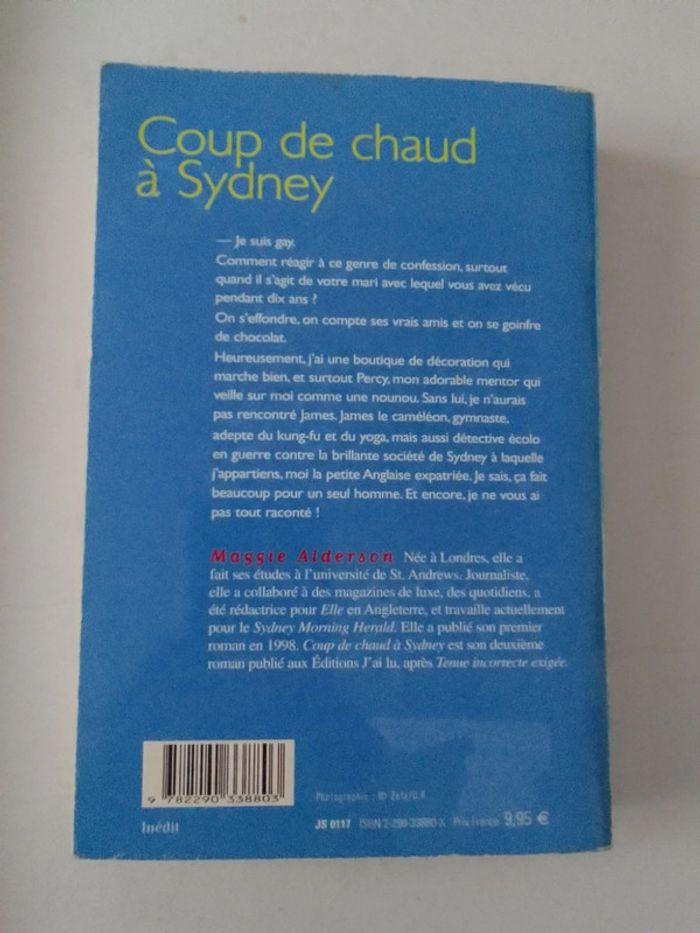 Coup de chaud
à Sydney
— Je suis gay.
Comment réagir à ce genre de confession, surtout
quand il s'agit de votre mari avec lequel vous avez vécu
pendant dix ans ?
On s'effondre, on compte ses vrais amis et on se goinfre
de chocolat.
Heureusement, j'ai une boutique de décoration qui
marche bien, et surtout Percy, mon adorable mentor qui
veille sur moi comme une nounou. Sans lui, je n'aurais
pas rencontré James. James le caméléon, gymnaste,
adepte du kung-fu et du yoga, mais aussi détective écolo
en guerre contre la brillante société de Sydney à laquelle
j'appartiens, moi la petite Anglaise expatriée. Je sais, ça fait
beaucoup pour un seul homme. Et encore, je ne vous ai
pas tout raconté !
Maggie Alderson Née à Londres, elle a
fait ses études à l'université de St. Andrews. Journaliste,
elle a collaboré à des magazines de luxe, des quotidiens, a
été rédactrice pour Elle en Angleterre, et travaille actuellement
pour le Sydney Morning Herald. Elle a publié son premier
roman en 1998. Coup de chaud à Sydney est son deuxième
roman publié aux Éditions J'ai lu, après Tenue incorrecte exigée.
9 782290 338803
Photographie : © Zefa/D.R
Inédit
JS 0117 ISBN 2-290-33880-X Prix France 9,95 €